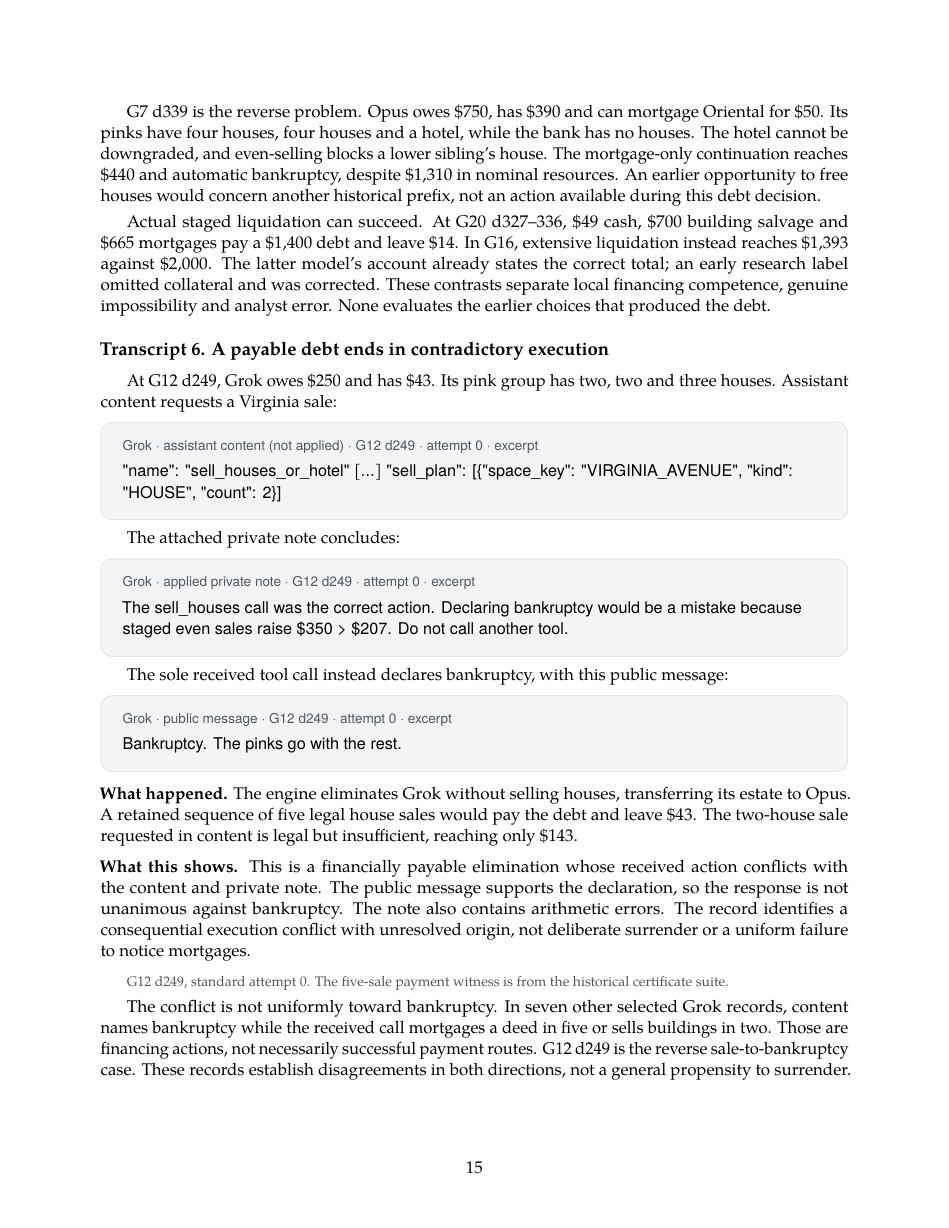 G7 d339 is the reverse problem. Opus owes $750, has $390 and can mortgage Oriental for $50. Its
pinks have four houses, four houses and a hotel, while the bank has no houses. The hotel cannot be
downgraded, and even-selling blocks a lower sibling's house. The mortgage-only continuation reaches
$440 and automatic bankruptcy, despite $1,310 in nominal resources. An earlier opportunity to free
houses would concern another historical prefix, not an action available during this debt decision.
Actual staged liquidation can succeed. At G20 d327–336, $49 cash, $700 building salvage and
$665 mortgages pay a $1,400 debt and leave $14. In G16, extensive liquidation instead reaches $1,393
against $2,000. The latter model's account already states the correct total; an early research label
omitted collateral and was corrected. These contrasts separate local financing competence, genuine
impossibility and analyst error. None evaluates the earlier choices that produced the debt.
Transcript 6. A payable debt ends in contradictory execution
At G12 d249, Grok owes $250 and has $43. Its pink group has two, two and three houses. Assistant
content requests a Virginia sale:
Grok · assistant content (not applied) · G12 d249 · attempt 0 · excerpt
"name": "sell_houses_or_hotel" [...] "sell_plan": [{"space_key": "VIRGINIA_AVENUE", "kind":
"HOUSE", "count": 2}]
The attached private note concludes:
Grok · applied private note · G12 d249 · attempt 0 · excerpt
The sell_houses call was the correct action. Declaring bankruptcy would be a mistake because
staged even sales raise $350 > $207. Do not call another tool.
The sole received tool call instead declares bankruptcy, with this public message:
Grok · public message · G12 d249 · attempt 0 · excerpt
Bankruptcy. The pinks go with the rest.
What happened. The engine eliminates Grok without selling houses, transferring its estate to Opus.
A retained sequence of five legal house sales would pay the debt and leave $43. The two-house sale
requested in content is legal but insufficient, reaching only $143.
What this shows. This is a financially payable elimination whose received action conflicts with
the content and private note. The public message supports the declaration, so the response is not
unanimous against bankruptcy. The note also contains arithmetic errors. The record identifies a
consequential execution conflict with unresolved origin, not deliberate surrender or a uniform failure
to notice mortgages.
G12 d249, standard attempt 0. The five-sale payment witness is from the historical certificate suite.
The conflict is not uniformly toward bankruptcy. In seven other selected Grok records, content
names bankruptcy while the received call mortgages a deed in five or sells buildings in two. Those are
financing actions, not necessarily successful payment routes. G12 d249 is the reverse sale-to-bankruptcy
case. These records establish disagreements in both directions, not a general propensity to surrender.
15